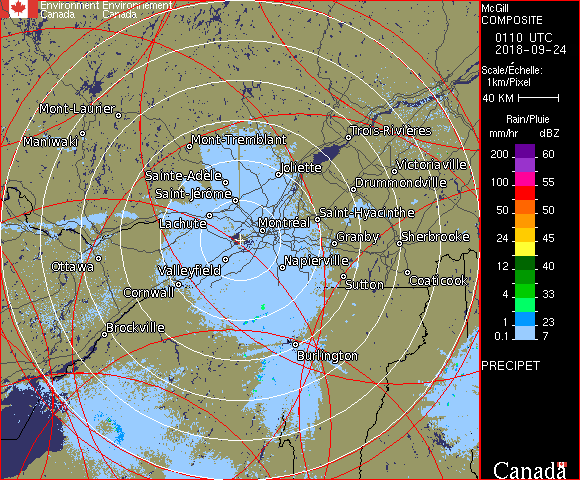 Environment Environnement
Canada Canada
McGill
COMPOSITE
0110 UTC
2018-09-24
Scale/Échelle:
1km/Pixel
40 KM
Rain/Pluie
mm/hr dBZ
200 60
100 55
50 50
24 45
12 40
4 33
1 23
0.1 7
PRECIPET
Mont-Laurier
Maniwaki
Mont-Tremblant
Trois-Rivières
Joliette
Victoriaville
Sainte-Adèle
Drummondville
Saint-Jérôme
Lachute
Saint-Hyacinthe
Montréal
Granby
Sherbrooke
Ottawa
Valleyfield
Napierville
Cornwall
Sutton
Coaticook
Brockville
Burlington
Canada